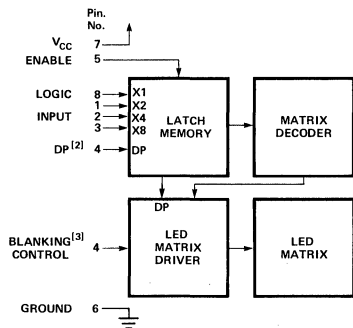 Pin.
No.
VCC 7
ENABLE 5
LOGIC 8 X1
1 X2
INPUT 2 X4
3 X8
DP [2] 4 DP
LATCH
MEMORY
MATRIX
DECODER
DP
BLANKING [3] 4
CONTROL
LED
MATRIX
DRIVER
LED
MATRIX
GROUND 6